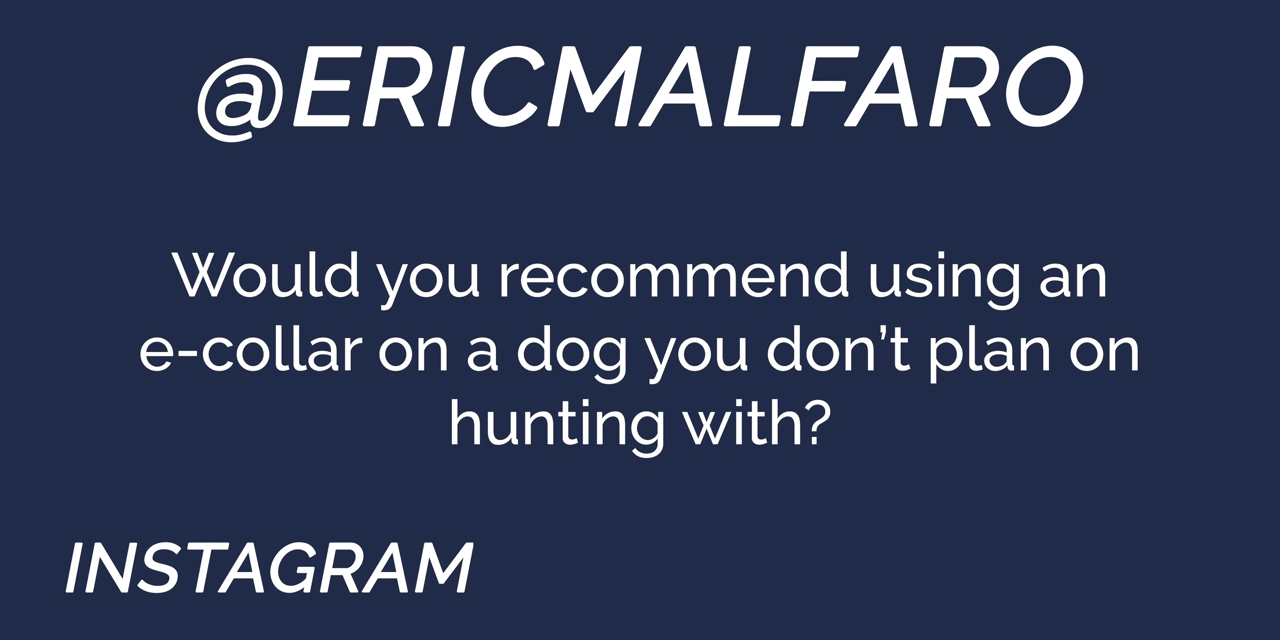 @ERICMALFARO
Would you recommend using an
e-collar on a dog you don’t plan on
hunting with?
INSTAGRAM